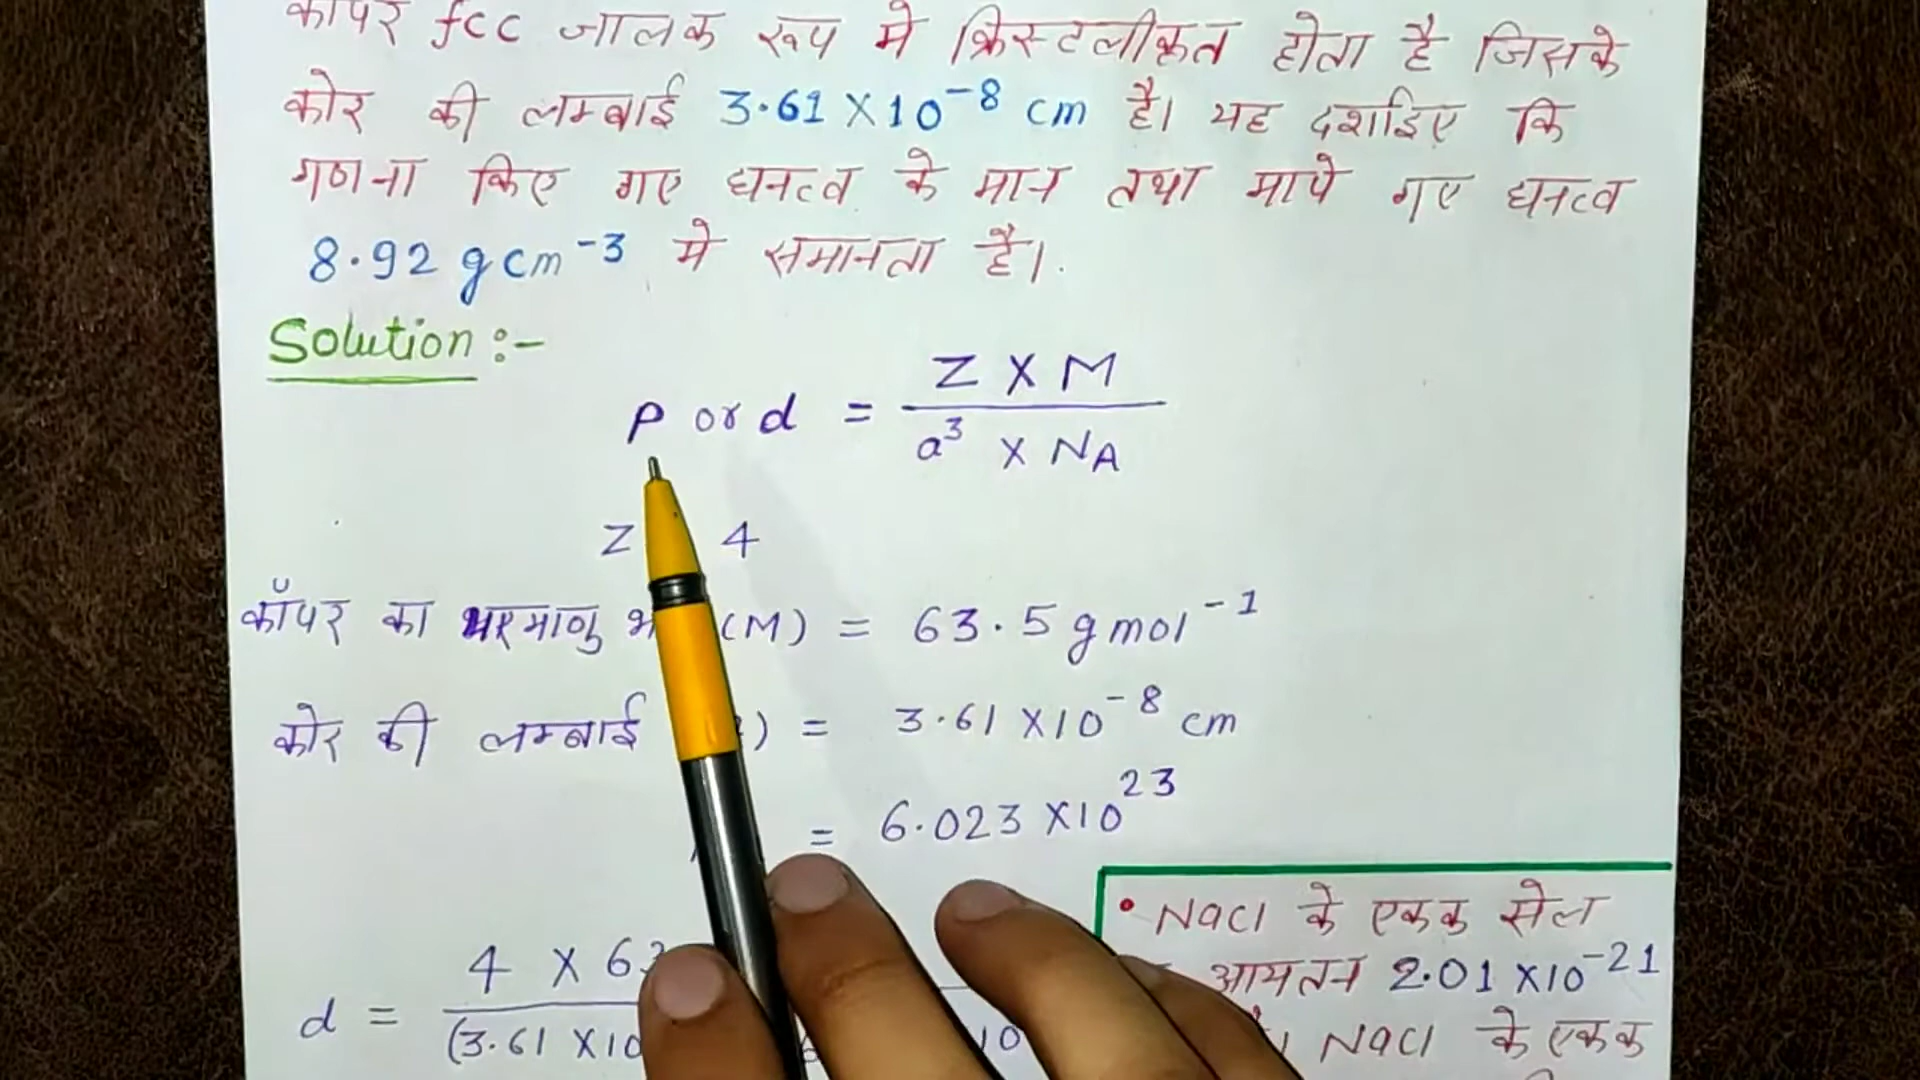 कॉपर fcc जालक रूप में क्रिस्टलीकृत होता है जिसके
कोर की लम्बाई 3.61 X 10⁻⁸ cm है। यह दर्शाइए कि
गणना किए गए घनत्व के मान तथा मापे गए घनत्व
8.92 g cm⁻³ में समानता है।.
Solution :-
ρ or d = Z X M / a³ X NA
Z 4
कॉपर का परमाणु (M) = 63.5 g mol⁻¹
कोर की लम्बाई ) = 3.61 X 10⁻⁸ cm
= 6.023 X 10²³
• NaCl के एकक सेल
आयतन 2.01 X 10⁻²¹
NaCl के एकक
d = 4 X 63 / (3.61 X 10 10